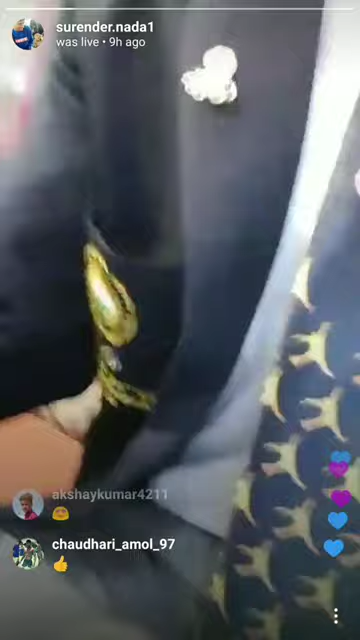 surender.nada1
was live • 9h ago
akshaykumar4211
😍
chaudhari_amol_97
👍